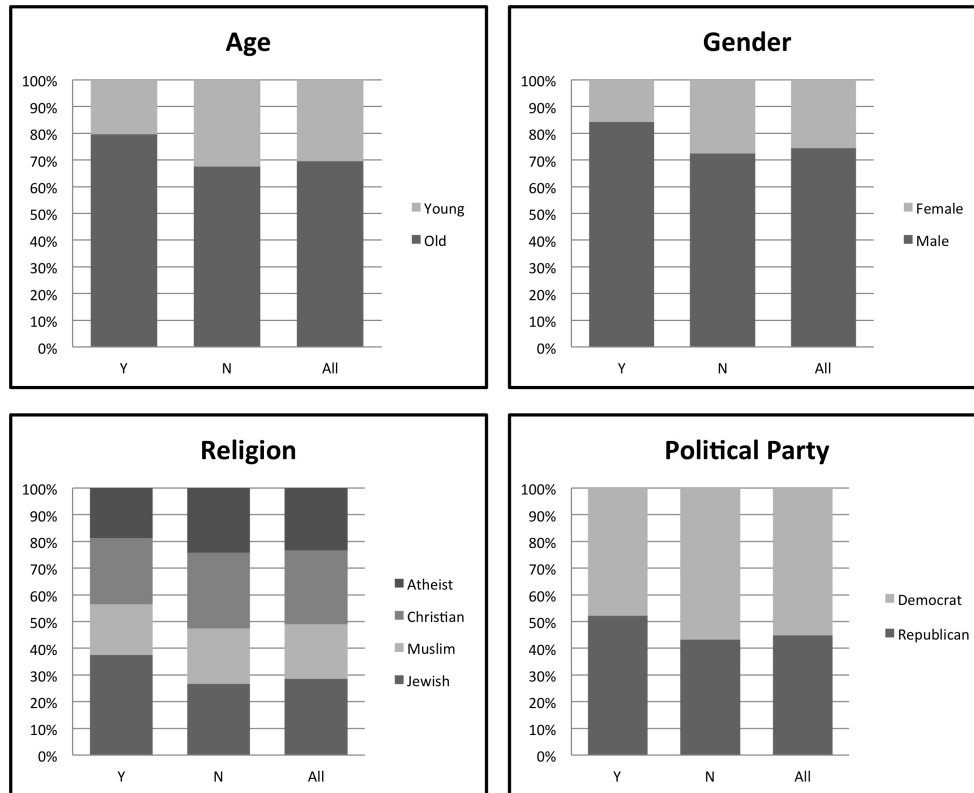 Age
100%
90%
80%
70%
60%
50%
40%
30%
20%
10%
0%
Y N All
Young
Old
Gender
100%
90%
80%
70%
60%
50%
40%
30%
20%
10%
0%
Y N All
Female
Male
Religion
100%
90%
80%
70%
60%
50%
40%
30%
20%
10%
0%
Y N All
Atheist
Christian
Muslim
Jewish
Political Party
100%
90%
80%
70%
60%
50%
40%
30%
20%
10%
0%
Y N All
Democrat
Republican